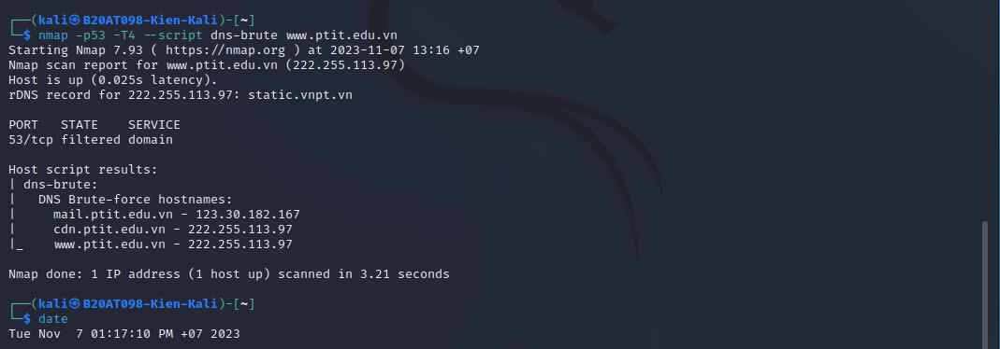 ┌──(kali㉿B20AT098-Kien-Kali)-[~]
└─$ nmap -p53 -T4 --script dns-brute www.ptit.edu.vn
Starting Nmap 7.93 ( https://nmap.org ) at 2023-11-07 13:16 +07
Nmap scan report for www.ptit.edu.vn (222.255.113.97)
Host is up (0.025s latency).
rDNS record for 222.255.113.97: static.vnpt.vn

PORT   STATE    SERVICE
53/tcp filtered domain

Host script results:
| dns-brute:
|   DNS Brute-force hostnames:
|     mail.ptit.edu.vn - 123.30.182.167
|     cdn.ptit.edu.vn - 222.255.113.97
|_    www.ptit.edu.vn - 222.255.113.97

Nmap done: 1 IP address (1 host up) scanned in 3.21 seconds

┌──(kali㉿B20AT098-Kien-Kali)-[~]
└─$ date
Tue Nov  7 01:17:10 PM +07 2023